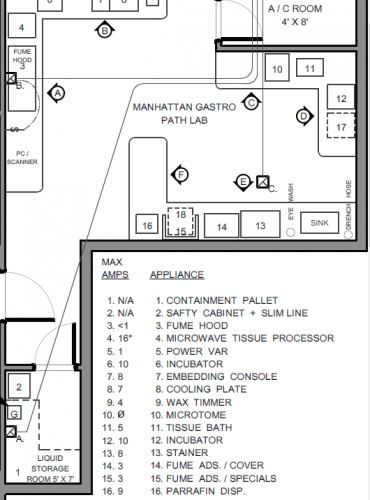 6
7
8
A / C ROOM
4' X 8'
4
B
FUME
HOOD
3
B.
A
10
11
12
17
MANHATTAN GASTRO
PATH LAB
C
D
S
PC /
SCANNER
F
E
C.
EYE WASH
DRENCH HOSE
16
18
15
14
13
SINK
MAX
AMPS APPLIANCE
1. N/A 1. CONTAINMENT PALLET
2. N/A 2. SAFTY CABINET + SLIM LINE
3. <1 3. FUME HOOD
4. 16* 4. MICROWAVE TISSUE PROCESSOR
5. 1 5. POWER VAR
6. 10 6. INCUBATOR
7. 8 7. EMBEDDING CONSOLE
8. 7 8. COOLING PLATE
9. 4 9. WAX TIMMER
10. Ø 10. MICROTOME
11. 5 11. TISSUE BATH
12. 10 12. INCUBATOR
13. 8 13. STAINER
14. 3 14. FUME ADS. / COVER
15. 3 15. FUME ADS. / SPECIALS
16. 9 16. PARRAFIN DISP.
2
G
A.
1
LIQUID
STORAGE
ROOM 5' X 7'